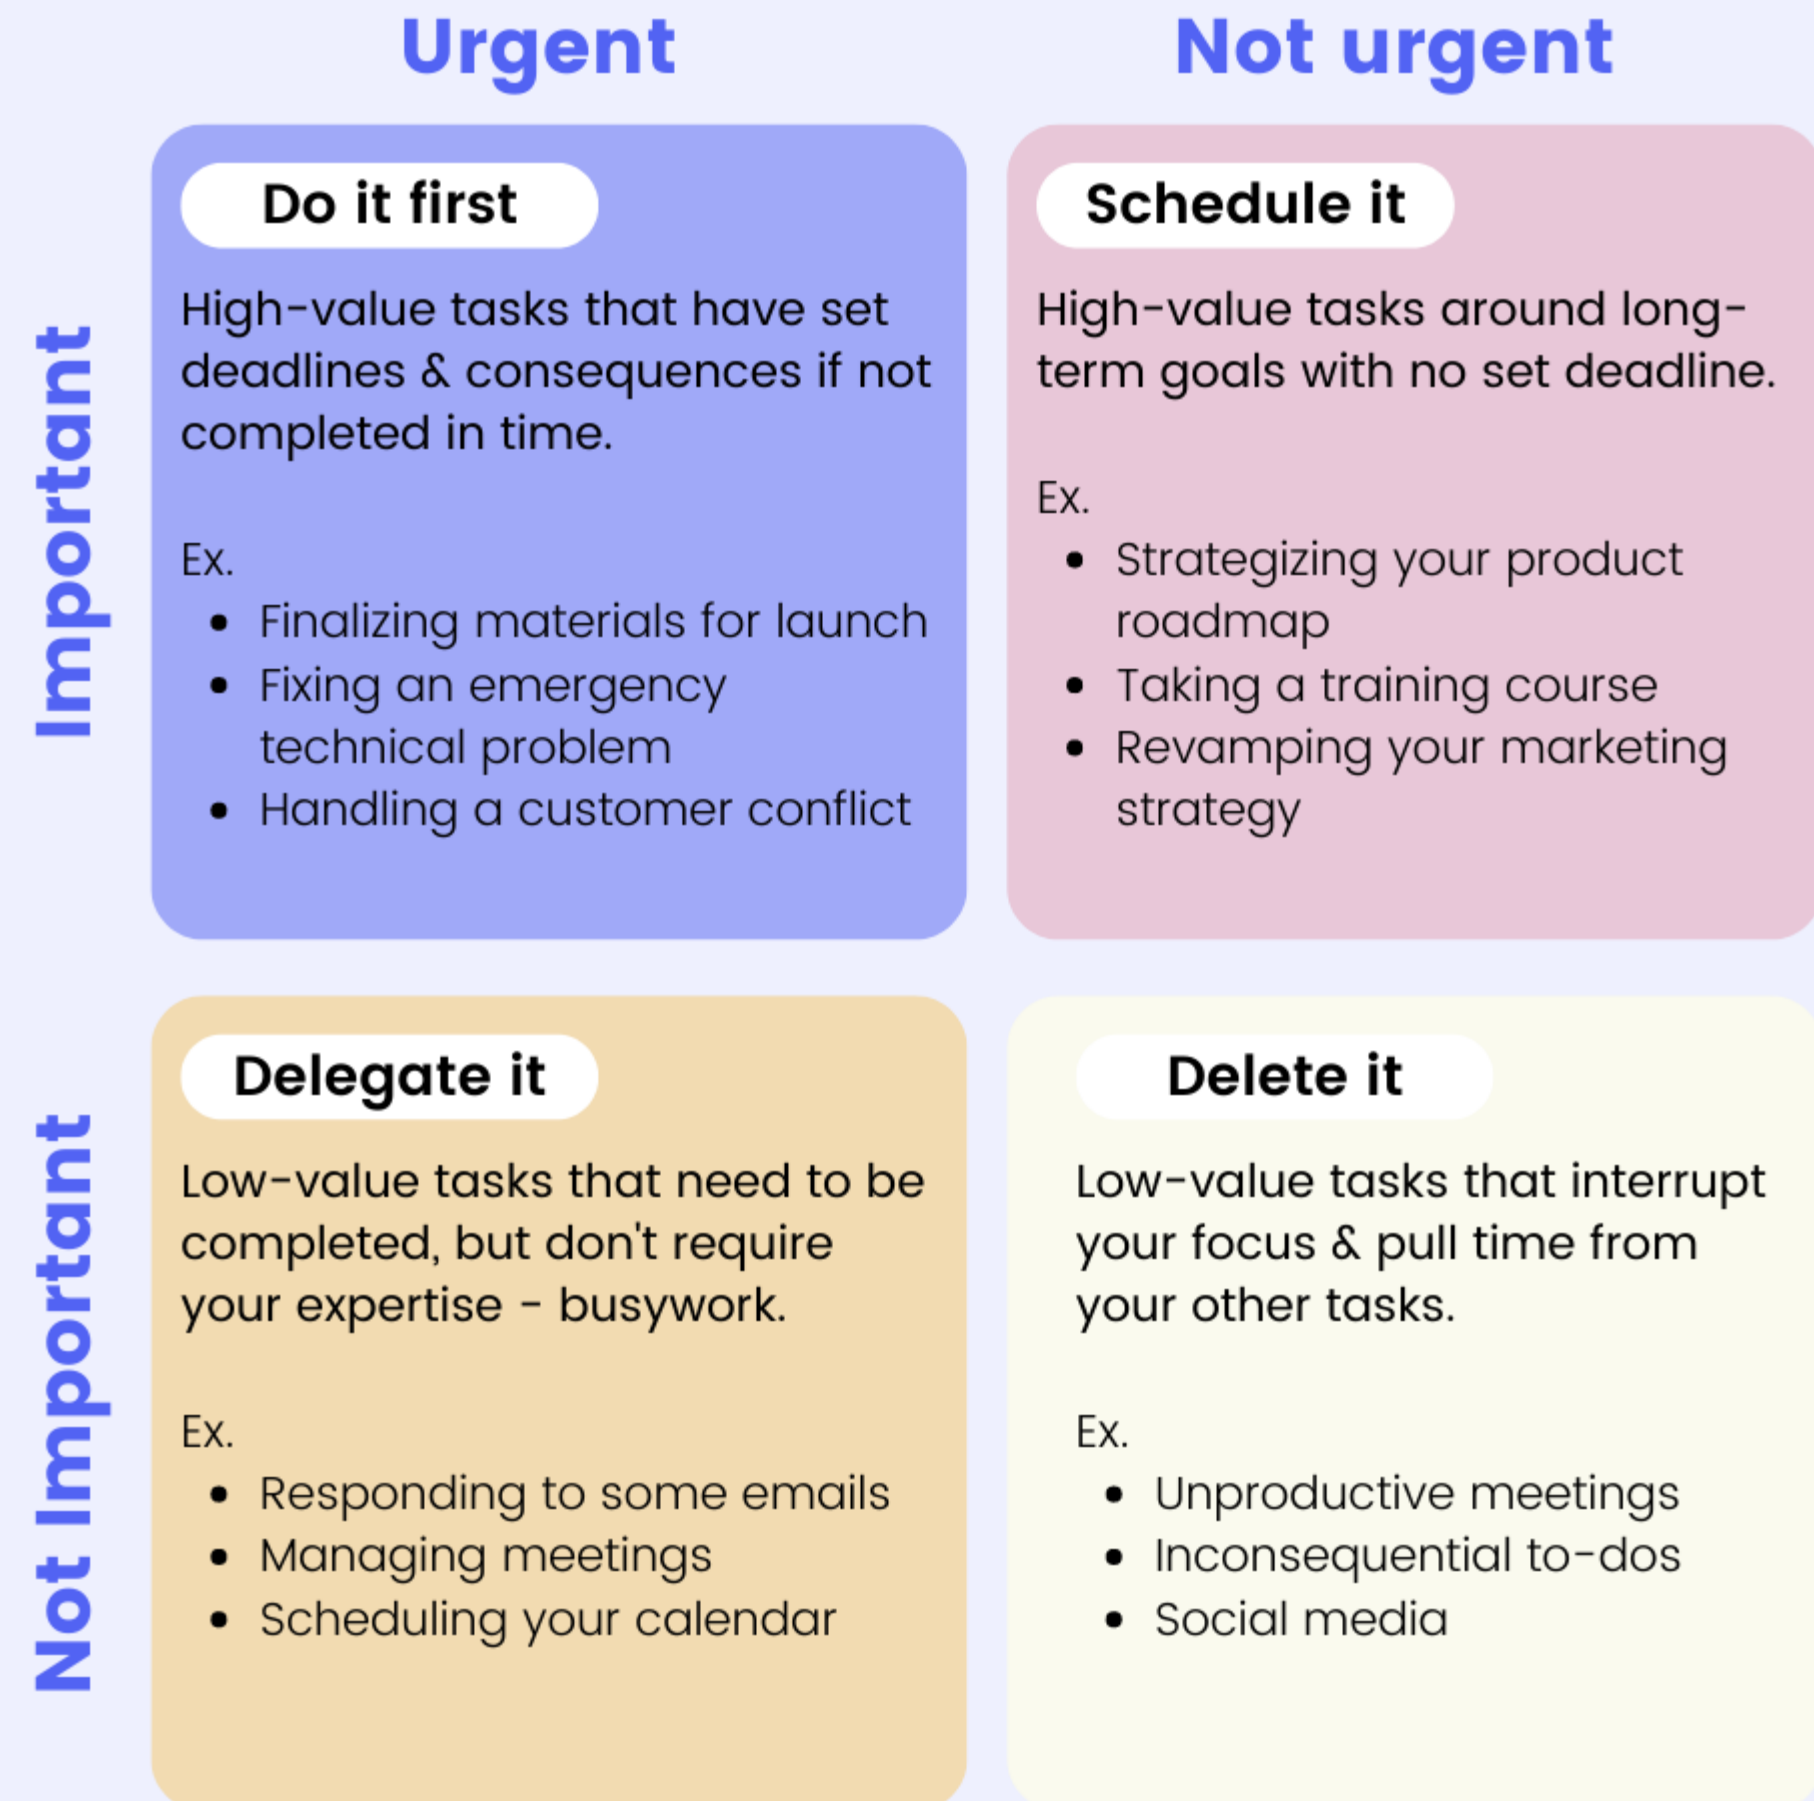 Urgent
Not urgent
Important
Do it first
High-value tasks that have set
deadlines & consequences if not
completed in time.
Ex.
• Finalizing materials for launch
• Fixing an emergency
technical problem
• Handling a customer conflict
Schedule it
High-value tasks around long-
term goals with no set deadline.
Ex.
• Strategizing your product
roadmap
• Taking a training course
• Revamping your marketing
strategy
Not Important
Delegate it
Low-value tasks that need to be
completed, but don't require
your expertise - busywork.
Ex.
• Responding to some emails
• Managing meetings
• Scheduling your calendar
Delete it
Low-value tasks that interrupt
your focus & pull time from
your other tasks.
Ex.
• Unproductive meetings
• Inconsequential to-dos
• Social media